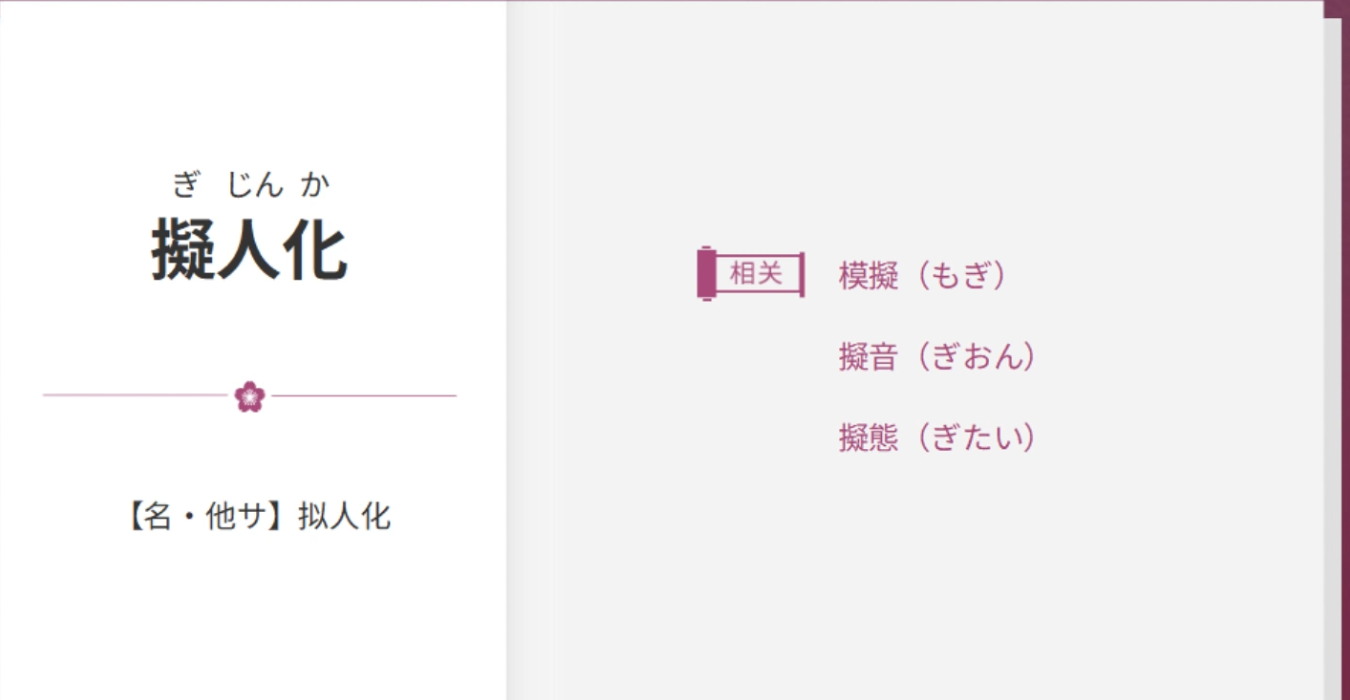 ぎ じん か
擬人化
【名・他サ】拟人化
相关 模擬（もぎ）
擬音（ぎおん）
擬態（ぎたい）